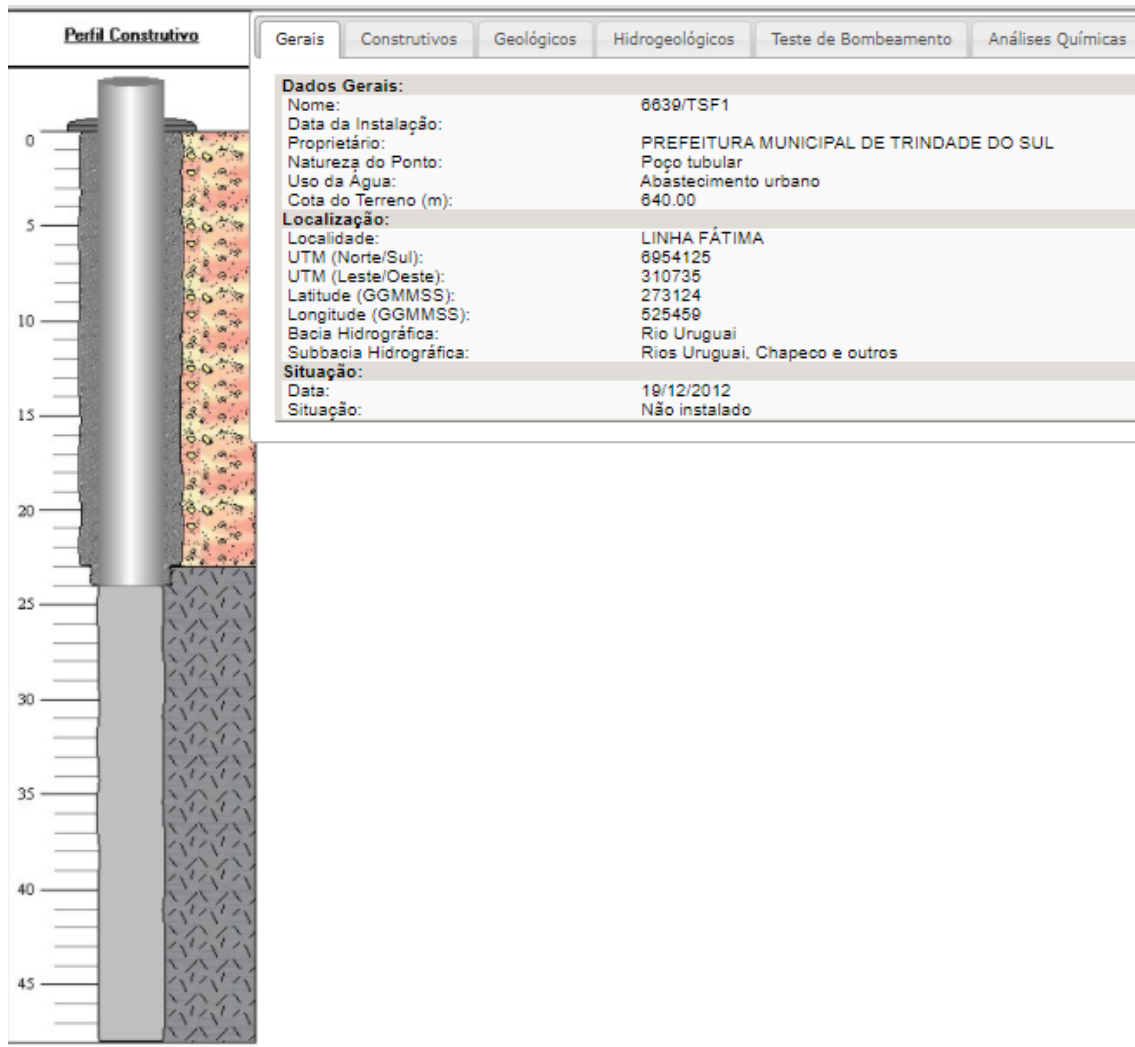 Perfil Construtivo
0
5
10
15
20
25
30
35
40
45
Gerais Construtivos Geológicos Hidrogeológicos Teste de Bombeamento Análises Químicas
Dados Gerais:
Nome: 6639/TSF1
Data da Instalação:
Proprietário: PREFEITURA MUNICIPAL DE TRINDADE DO SUL
Natureza do Ponto: Poço tubular
Uso da Água: Abastecimento urbano
Cota do Terreno (m): 640.00
Localização:
Localidade: LINHA FÁTIMA
UTM (Norte/Sul): 6954125
UTM (Leste/Oeste): 310735
Latitude (GGMMSS): 273124
Longitude (GGMMSS): 525459
Bacia Hidrográfica: Rio Uruguai
Subbacia Hidrográfica: Rios Uruguai, Chapeco e outros
Situação:
Data: 19/12/2012
Situação: Não instalado